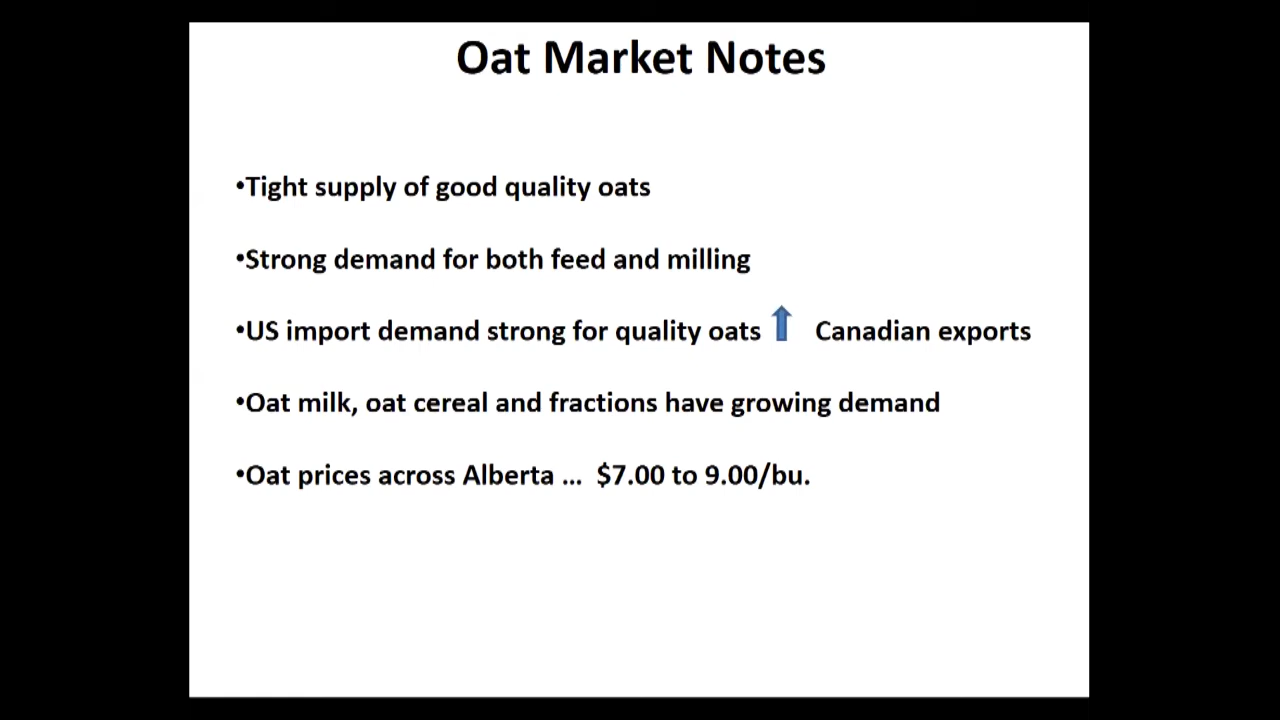 Oat Market Notes
•Tight supply of good quality oats
•Strong demand for both feed and milling
•US import demand strong for quality oats Canadian exports
•Oat milk, oat cereal and fractions have growing demand
•Oat prices across Alberta ... $7.00 to 9.00/bu.